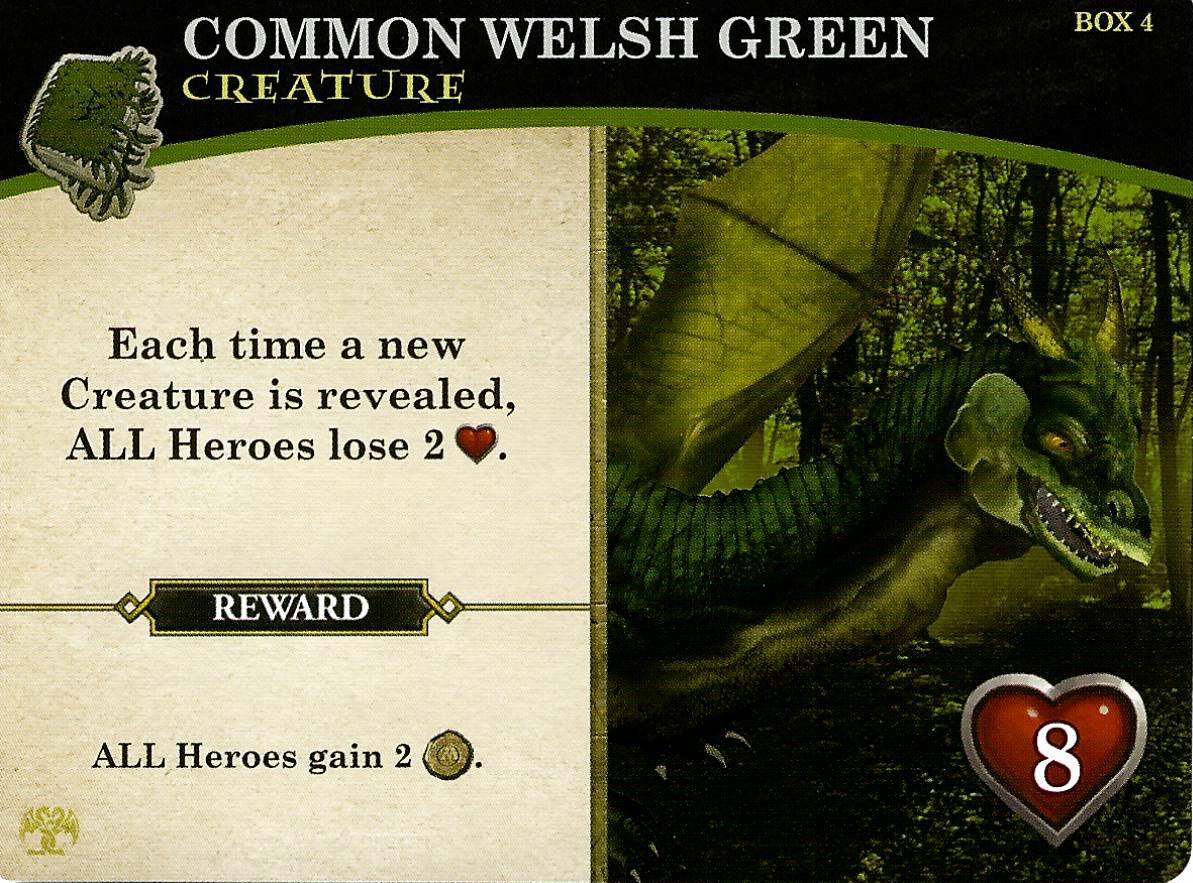 COMMON WELSH GREEN
BOX 4
CREATURE
Each time a new
Creature is revealed,
ALL Heroes lose 2 .
REWARD
ALL Heroes gain 2 .
8